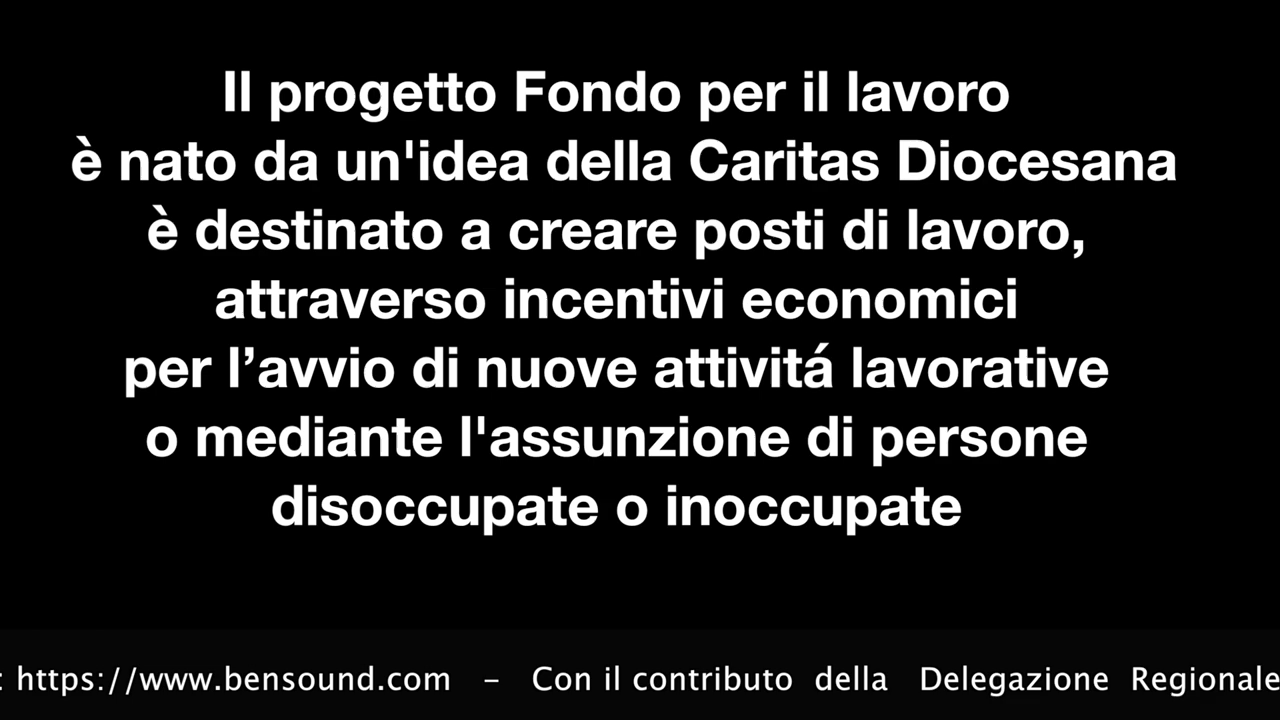 Il progetto Fondo per il lavoro
è nato da un'idea della Caritas Diocesana
è destinato a creare posti di lavoro,
attraverso incentivi economici
per l’avvio di nuove attivitá lavorative
o mediante l'assunzione di persone
disoccupate o inoccupate
: https://www.bensound.com – Con il contributo della Delegazione Regionale